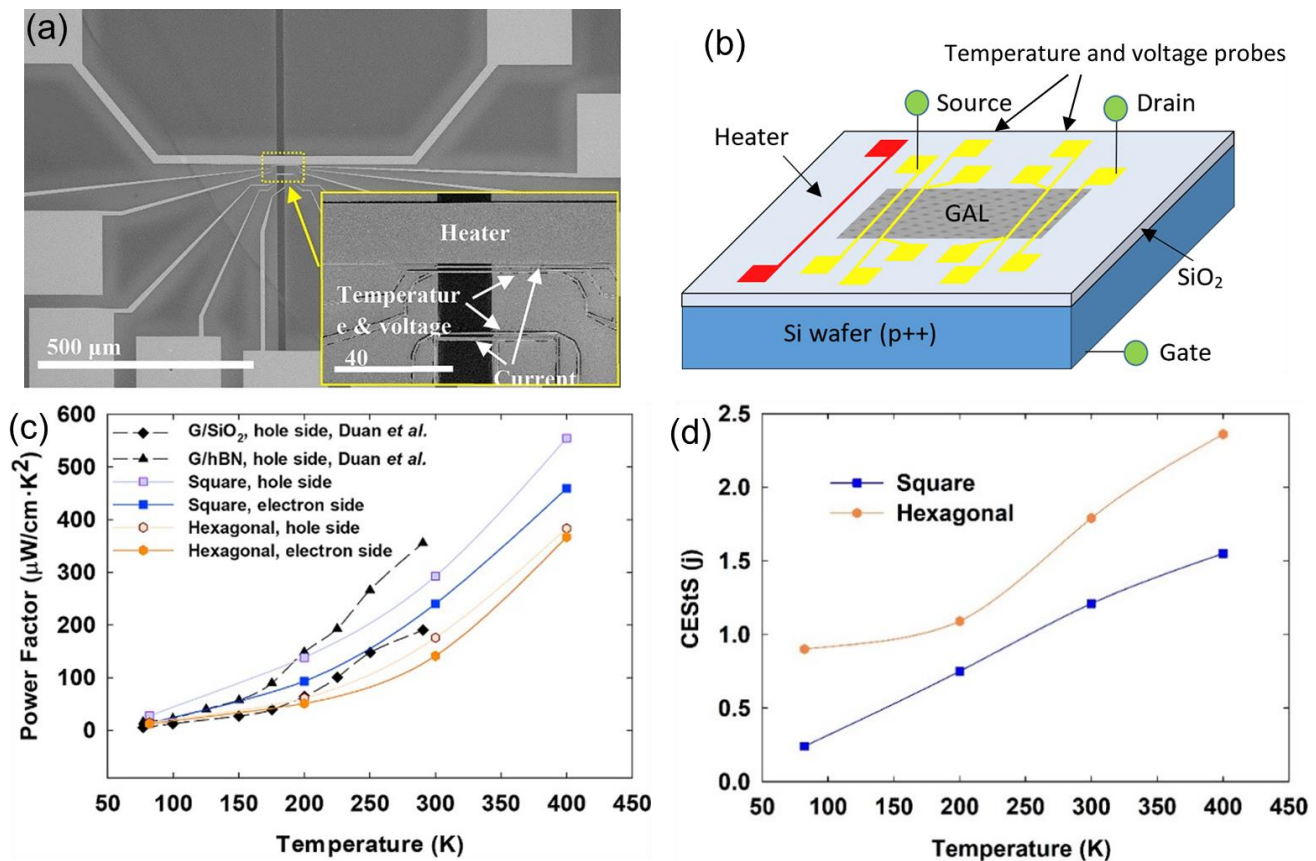 (a)
500 µm
Heater
Temperatur
e & voltage
40
Current
(b)
Temperature and voltage probes
Source
Drain
Heater
GAL
SiO₂
Si wafer (p++)
Gate
(c)
600
500
400
300
200
100
0
Power Factor (µW/cm·K²)
G/SiO₂, hole side, Duan et al.
G/hBN, hole side, Duan et al.
Square, hole side
Square, electron side
Hexagonal, hole side
Hexagonal, electron side
50 100 150 200 250 300 350 400 450
Temperature (K)
(d)
2.5
2.0
1.5
1.0
0.5
0.0
CEStS (j)
Square
Hexagonal
50 100 150 200 250 300 350 400 450
Temperature (K)